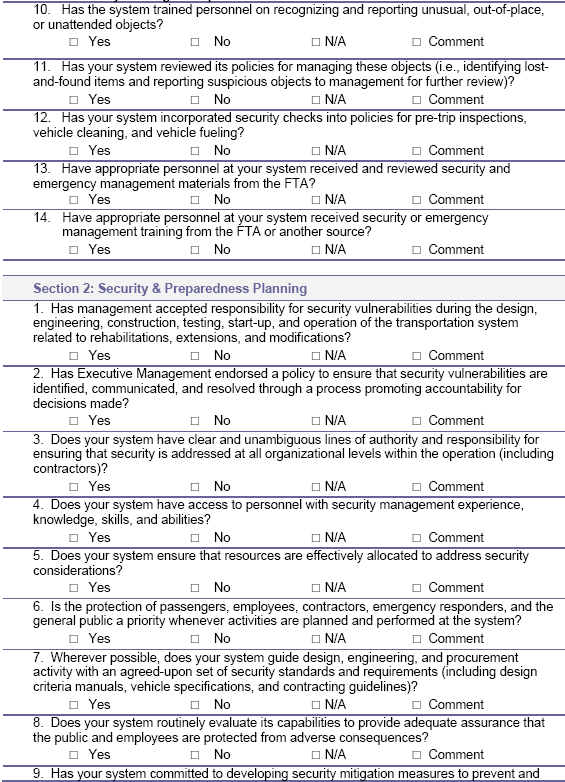 10. Has the system trained personnel on recognizing and reporting unusual, out-of-place,
or unattended objects?
☐ Yes ☐ No ☐ N/A ☐ Comment
11. Has your system reviewed its policies for managing these objects (i.e., identifying lost-
and-found items and reporting suspicious objects to management for further review)?
☐ Yes ☐ No ☐ N/A ☐ Comment
12. Has your system incorporated security checks into policies for pre-trip inspections,
vehicle cleaning, and vehicle fueling?
☐ Yes ☐ No ☐ N/A ☐ Comment
13. Have appropriate personnel at your system received and reviewed security and
emergency management materials from the FTA?
☐ Yes ☐ No ☐ N/A ☐ Comment
14. Have appropriate personnel at your system received security or emergency
management training from the FTA or another source?
☐ Yes ☐ No ☐ N/A ☐ Comment
Section 2: Security & Preparedness Planning
1. Has management accepted responsibility for security vulnerabilities during the design,
engineering, construction, testing, start-up, and operation of the transportation system
related to rehabilitations, extensions, and modifications?
☐ Yes ☐ No ☐ N/A ☐ Comment
2. Has Executive Management endorsed a policy to ensure that security vulnerabilities are
identified, communicated, and resolved through a process promoting accountability for
decisions made?
☐ Yes ☐ No ☐ N/A ☐ Comment
3. Does your system have clear and unambiguous lines of authority and responsibility for
ensuring that security is addressed at all organizational levels within the operation (including
contractors)?
☐ Yes ☐ No ☐ N/A ☐ Comment
4. Does your system have access to personnel with security management experience,
knowledge, skills, and abilities?
☐ Yes ☐ No ☐ N/A ☐ Comment
5. Does your system ensure that resources are effectively allocated to address security
considerations?
☐ Yes ☐ No ☐ N/A ☐ Comment
6. Is the protection of passengers, employees, contractors, emergency responders, and the
general public a priority whenever activities are planned and performed at the system?
☐ Yes ☐ No ☐ N/A ☐ Comment
7. Wherever possible, does your system guide design, engineering, and procurement
activity with an agreed-upon set of security standards and requirements (including design
criteria manuals, vehicle specifications, and contracting guidelines)?
☐ Yes ☐ No ☐ N/A ☐ Comment
8. Does your system routinely evaluate its capabilities to provide adequate assurance that
the public and employees are protected from adverse consequences?
☐ Yes ☐ No ☐ N/A ☐ Comment
9. Has your system committed to developing security mitigation measures to prevent and